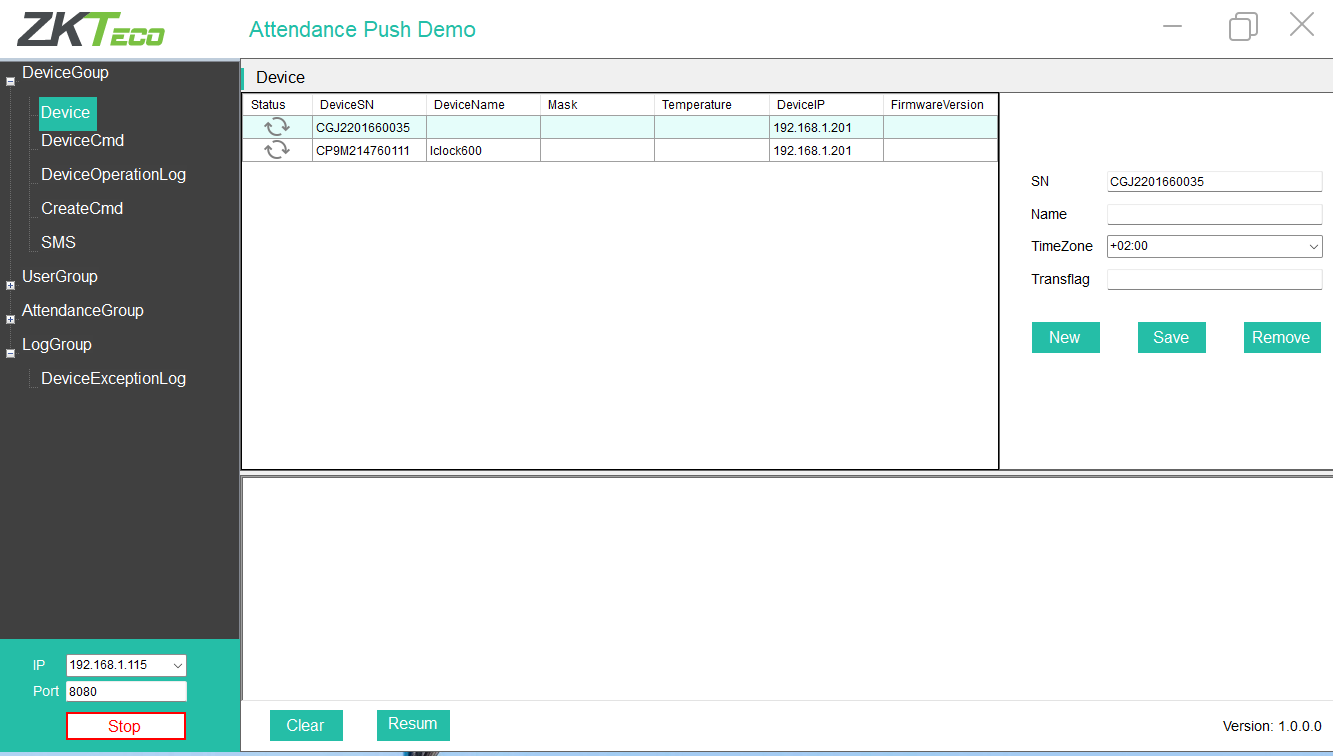 ZKTeco
Attendance Push Demo
DeviceGoup
Device
DeviceCmd
DeviceOperationLog
CreateCmd
SMS
UserGroup
AttendanceGroup
LogGroup
DeviceExceptionLog
IP 192.168.1.115
Port 8080
Stop
Device
Status DeviceSN DeviceName Mask Temperature DeviceIP FirmwareVersion
CGJ2201660035 192.168.1.201
CP9M214760111 Iclock600 192.168.1.201
SN CGJ2201660035
Name
TimeZone +02:00
Transflag
New Save Remove
Clear Resum
Version: 1.0.0.0